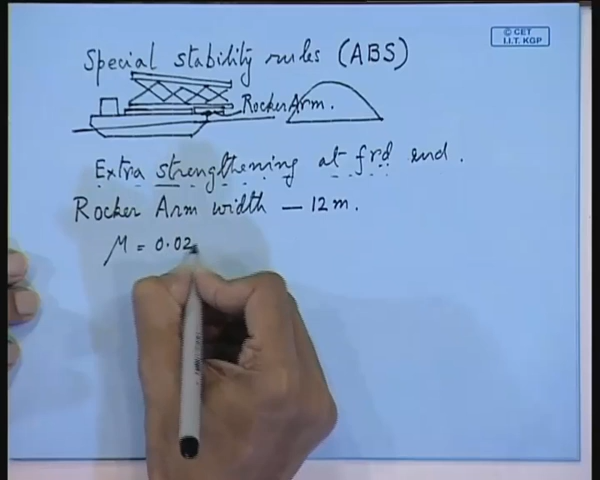 © CET
I.I.T. KGP
Special stability rules (ABS)
Rocker Arm.
Extra strengthening at frd end.
Rocker Arm width — 12 m.
μ = 0.02